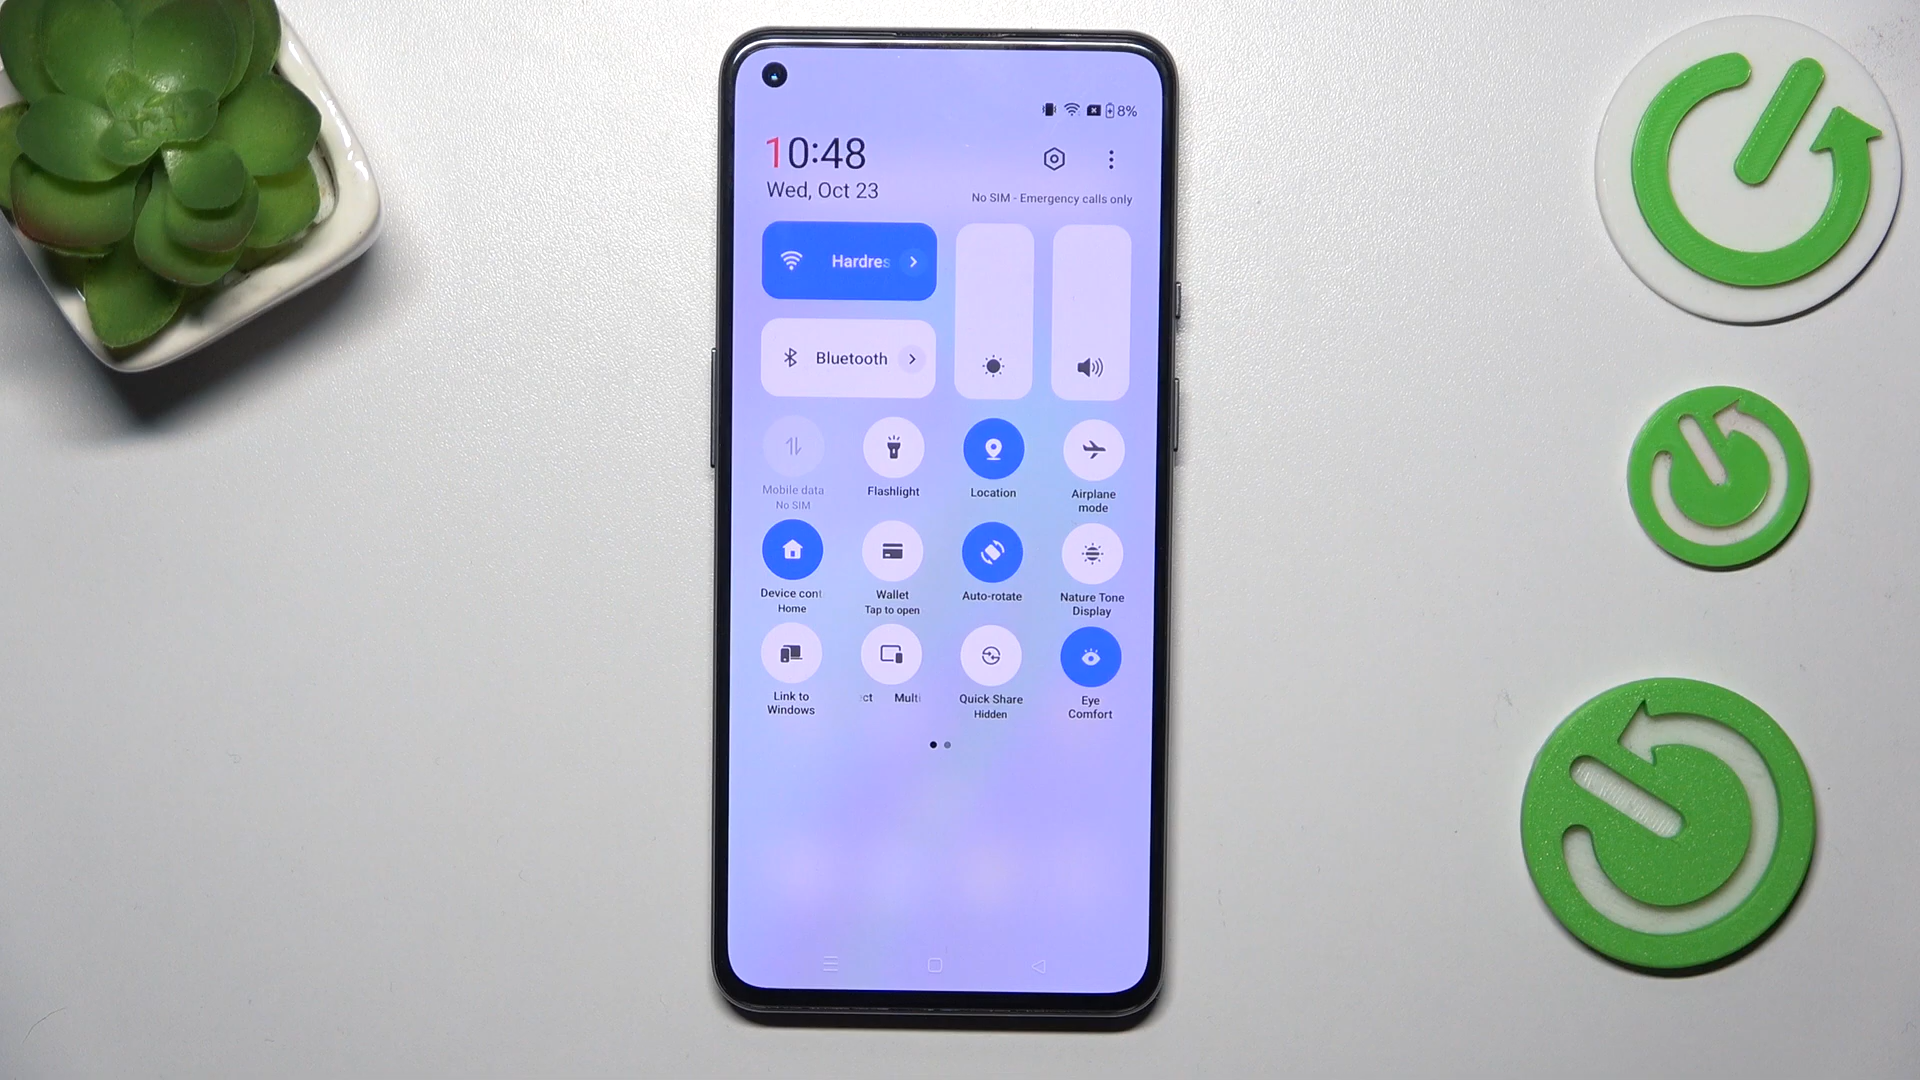 8%
10:48
Wed, Oct 23
No SIM - Emergency calls only
Hardres
Bluetooth
Mobile data
No SIM
Flashlight
Location
Airplane
mode
Device cont
Home
Wallet
Tap to open
Auto-rotate
Nature Tone
Display
Link to
Windows
ct Multi
Quick Share
Hidden
Eye
Comfort